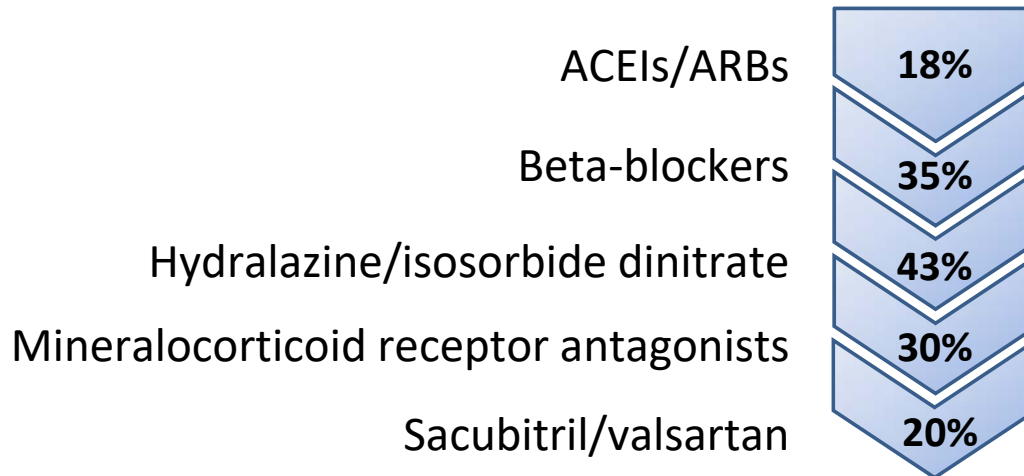 ACEIs/ARBs 18%
Beta-blockers 35%
Hydralazine/isosorbide dinitrate 43%
Mineralocorticoid receptor antagonists 30%
Sacubitril/valsartan 20%